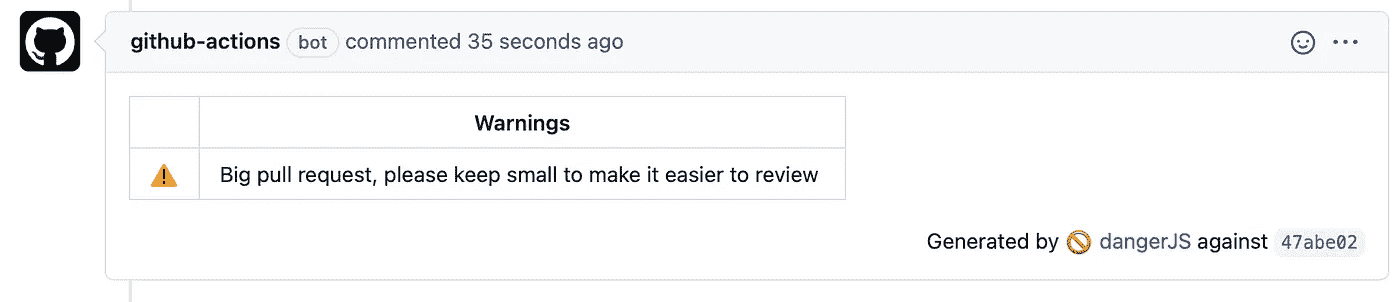 github-actions bot commented 35 seconds ago
Warnings
Big pull request, please keep small to make it easier to review
Generated by dangerJS against 47abe02